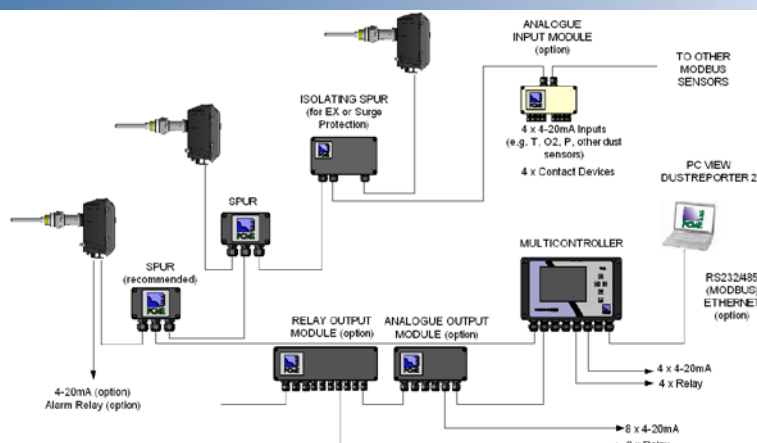 ANALOGUE
INPUT MODULE
(option)
TO OTHER
MODBUS
SENSORS
ISOLATING SPUR
(for EX or Surge
Protection)
4 x 4-20mA Inputs
(e.g. T, O2, P, other dust
sensors)
4 x Contact Devices
PC VIEW
DUSTREPORTER 2
SPUR
MULTICONTROLLER
SPUR
(recommended)
RS232/485
(MODBUS)
ETHERNET
(option)
RELAY OUTPUT
MODULE (option)
ANALOGUE OUTPUT
MODULE (option)
4 x 4-20mA
4 x Relay
4-20mA (option)
Alarm Relay (option)
8 x 4-20mA
PCME
PCME